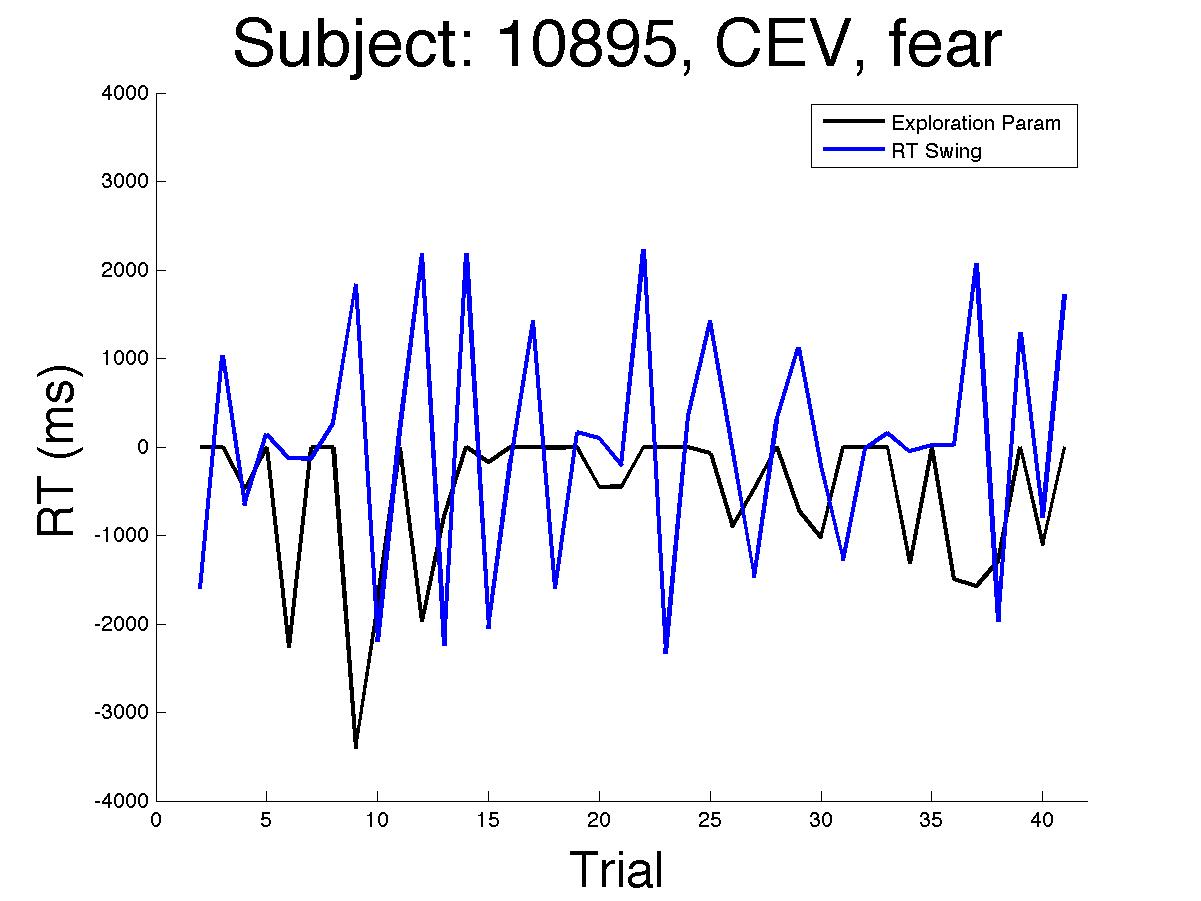 Subject: 10895, CEV, fear
Exploration Param
RT Swing
4000
3000
2000
1000
0
-1000
-2000
-3000
-4000
RT (ms)
0 5 10 15 20 25 30 35 40
Trial